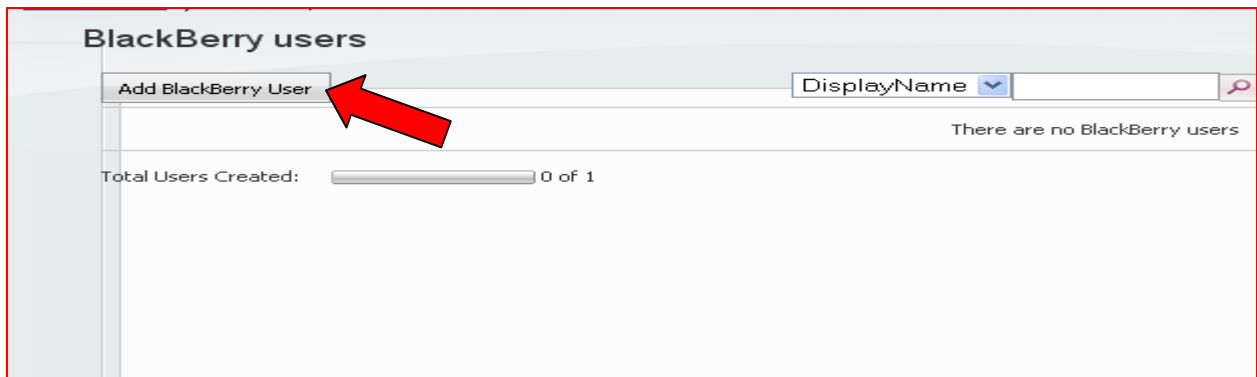 BlackBerry users
Add BlackBerry User
DisplayName
There are no BlackBerry users
Total Users Created: 0 of 1